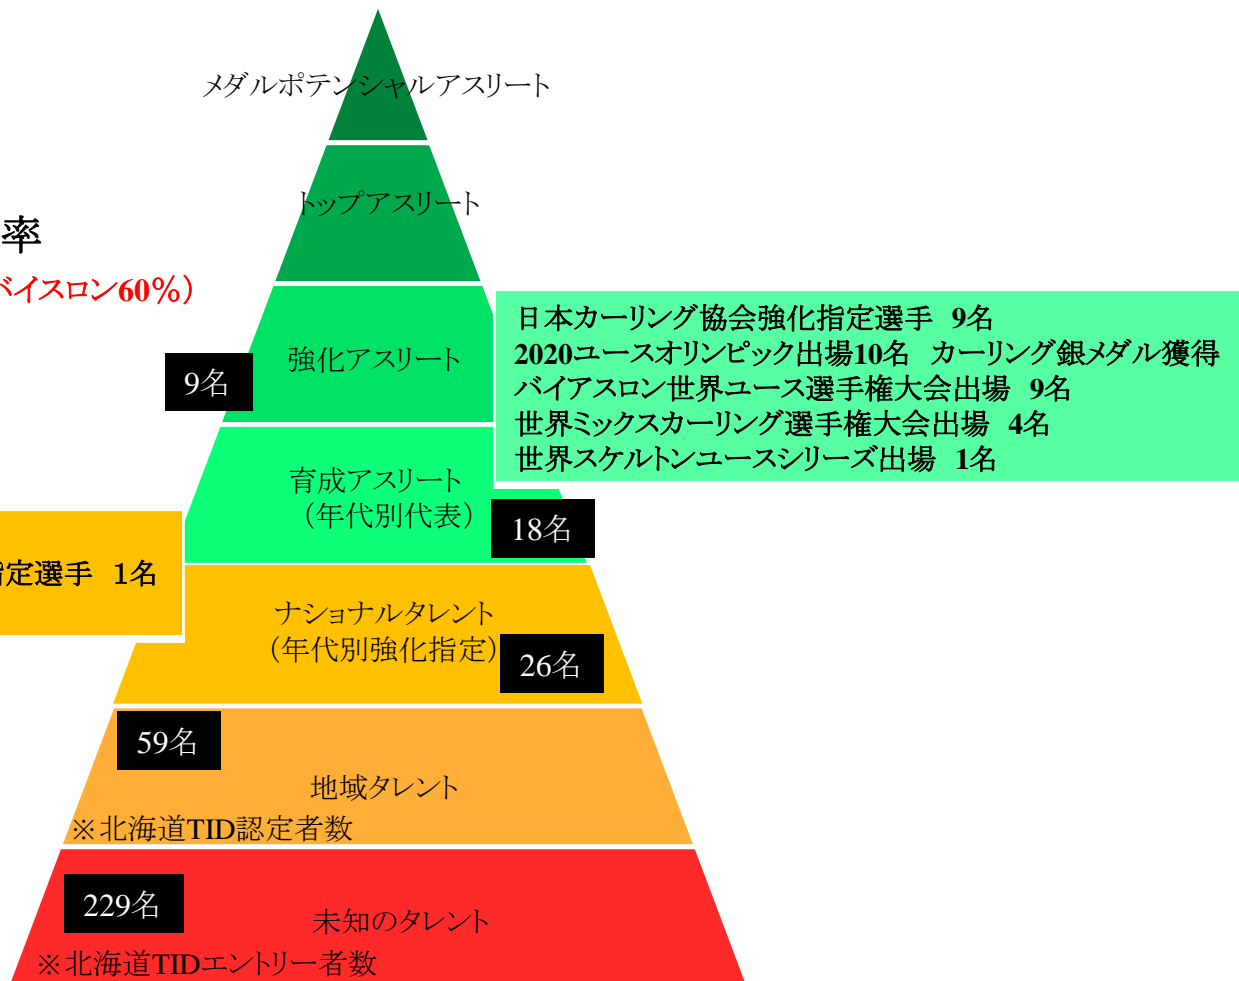 メダルポテンシャルアスリート
トップアスリート
率
バイスロン60%）
強化アスリート
9名
日本カーリング協会強化指定選手 9名
2020ユースオリンピック出場10名 カーリング銀メダル獲得
バイアスロン世界ユース選手権大会出場 9名
世界ミックスカーリング選手権大会出場 4名
世界スケルトンユースシリーズ出場 1名
育成アスリート
（年代別代表）
18名
指定選手 1名
ナショナルタレント
（年代別強化指定）
26名
59名
地域タレント
※北海道TID認定者数
229名
未知のタレント
※北海道TIDエントリー者数